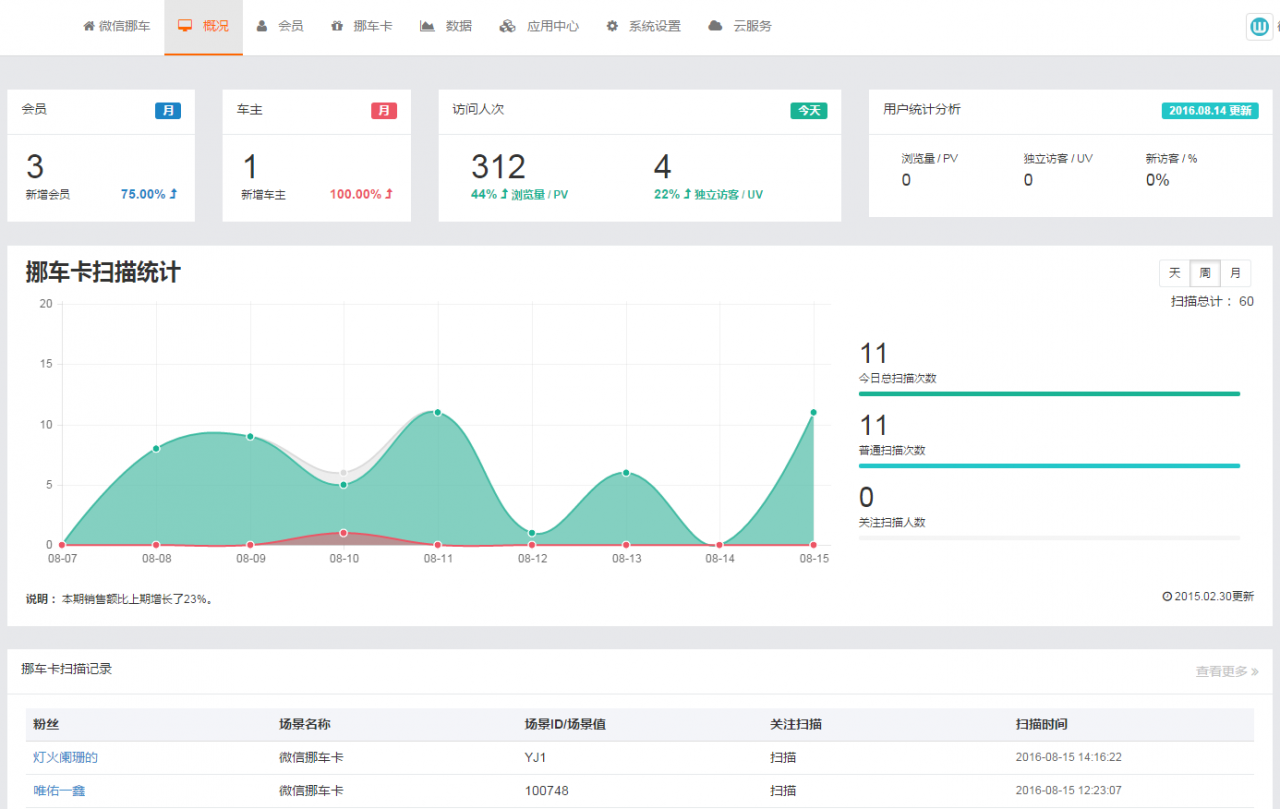 微信挪车 概况 会员 挪车卡 数据 应用中心 系统设置 云服务
会员 月
3
新增会员 75.00%
车主 月
1
新增车主 100.00%
访问人次 今天
312 4
44% 浏览量 / PV 22% 独立访客 / UV
用户统计分析 2016.08.14 更新
浏览量 / PV 独立访客 / UV 新访客 / %
0 0 0%
挪车卡扫描统计
天 周 月
扫描总计： 60
20
15
10
5
0
08-07 08-08 08-09 08-10 08-11 08-12 08-13 08-14 08-15
11
今日总扫描次数
11
普通扫描次数
0
关注扫描人数
说明： 本期销售额比上期增长了23%。
2015.02.30更新
挪车卡扫描记录 查看更多
粉丝 场景名称 场景ID/场景值 关注扫描 扫描时间
灯火阑珊的 微信挪车卡 YJ1 扫描 2016-08-15 14:16:22
唯佑一鑫 微信挪车卡 100748 扫描 2016-08-15 12:23:07